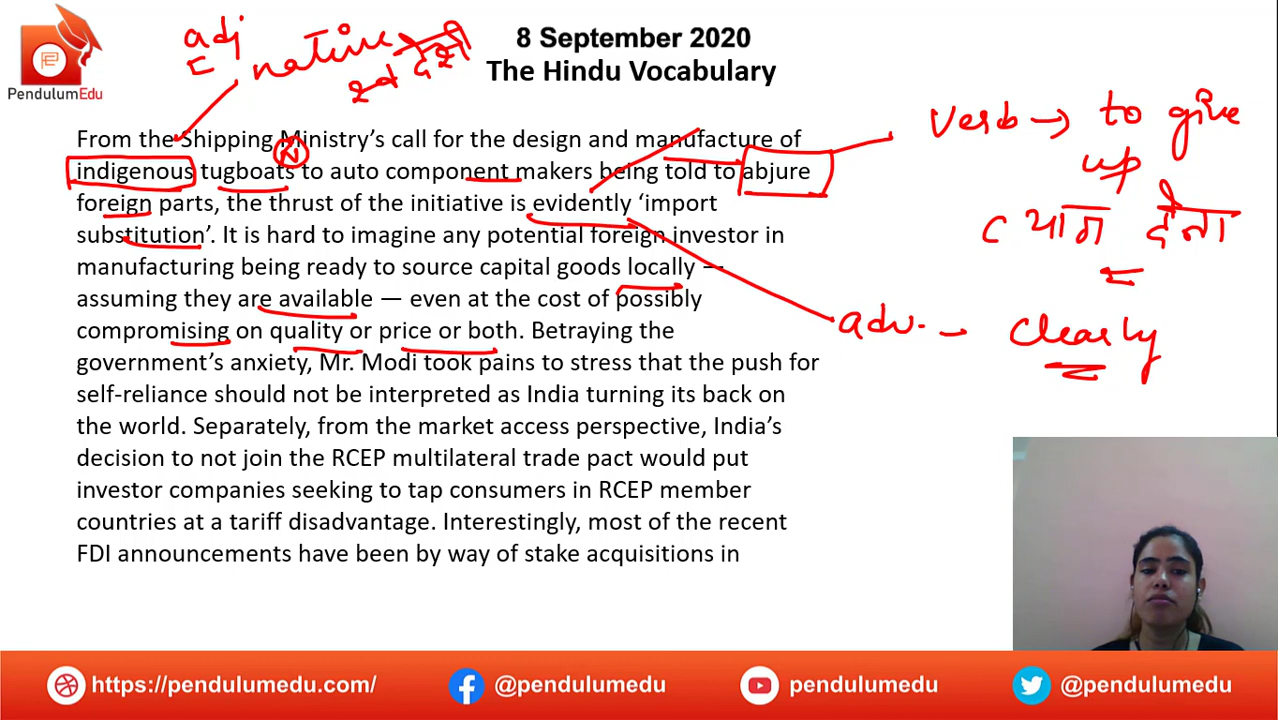 8 September 2020
The Hindu Vocabulary
PendulumEdu
adj
native
From the Shipping Ministry's call for the design and manufacture of
indigenous tugboats to auto component makers being told to abjure
foreign parts, the thrust of the initiative is evidently ‘import
substitution’. It is hard to imagine any potential foreign investor in
manufacturing being ready to source capital goods locally —
assuming they are available — even at the cost of possibly
compromising on quality or price or both. Betraying the
government's anxiety, Mr. Modi took pains to stress that the push for
self-reliance should not be interpreted as India turning its back on
the world. Separately, from the market access perspective, India's
decision to not join the RCEP multilateral trade pact would put
investor companies seeking to tap consumers in RCEP member
countries at a tariff disadvantage. Interestingly, most of the recent
FDI announcements have been by way of stake acquisitions in
N
Verb → to give
up
त्याग देना
adv. – clearly
https://pendulumedu.com/
@pendulumedu
pendulumedu
@pendulumedu